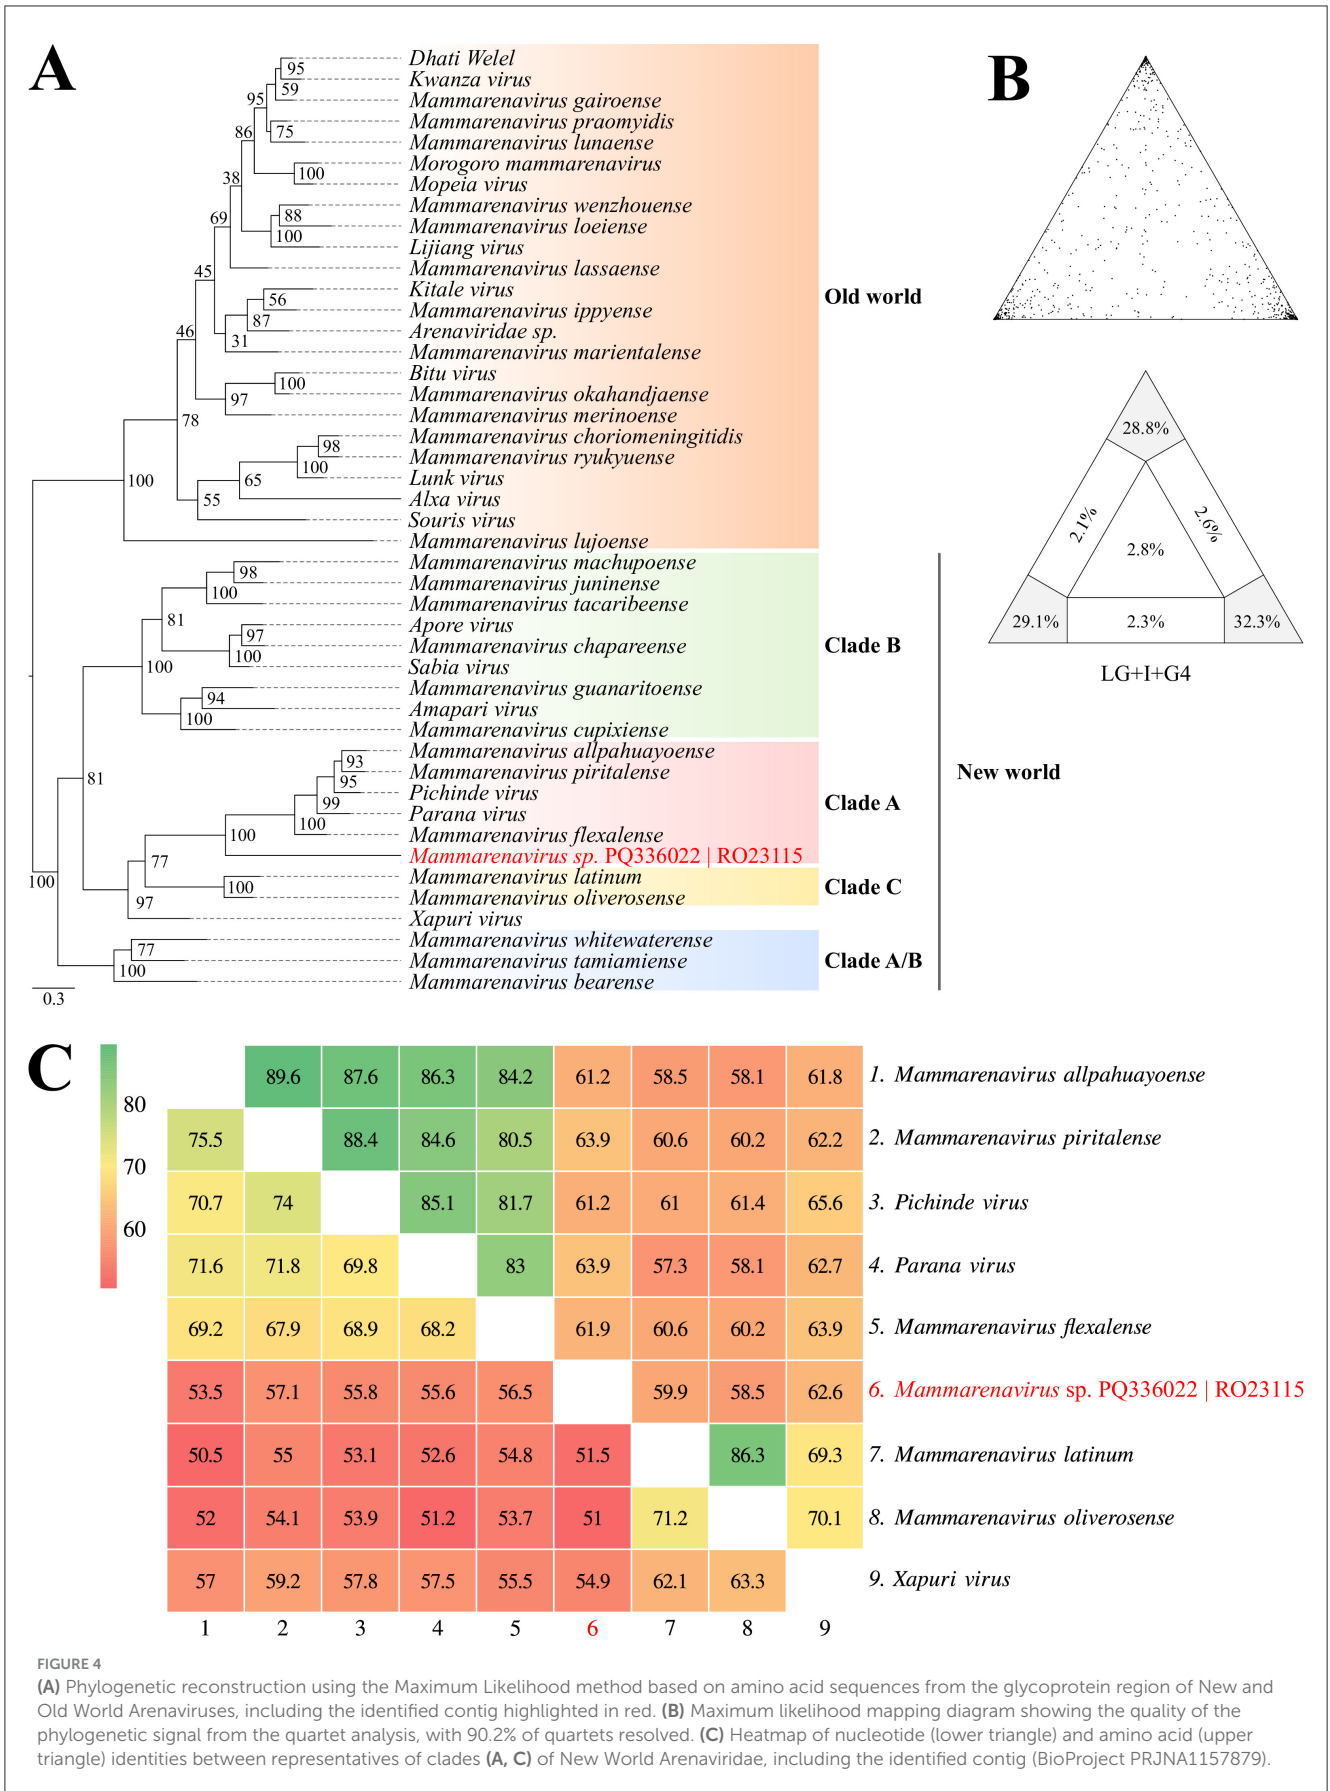 A
Dhati Welel
Kwanza virus
Mammarenavirus gairoense
Mammarenavirus praomyidis
Mammarenavirus lunaense
Morogoro mammarenavirus
Mopeia virus
Mammarenavirus wenzhouense
Mammarenavirus loeiense
Lijiang virus
Mammarenavirus lassaense
Kitale virus
Mammarenavirus ippyense
Arenaviridae sp.
Mammarenavirus marientalense
Bitu virus
Mammarenavirus okahandjaense
Mammarenavirus merinoense
Mammarenavirus choriomeningitidis
Mammarenavirus ryukyuense
Lunk virus
Alxa virus
Souris virus
Mammarenavirus lujoense
Mammarenavirus machupoense
Mammarenavirus juninense
Mammarenavirus tacaribeense
Apore virus
Mammarenavirus chapareense
Sabia virus
Mammarenavirus guanaritoense
Amapari virus
Mammarenavirus cupixiense
Mammarenavirus allpahuayoense
Mammarenavirus piritalense
Pichinde virus
Parana virus
Mammarenavirus flexalense
Mammarenavirus sp. PQ336022 | RO23115
Mammarenavirus latinum
Mammarenavirus oliverosense
Xapuri virus
Mammarenavirus whitewaterense
Mammarenavirus tamiamiense
Mammarenavirus bearense
95
59
95
75
86
100
38
88
100
69
45
56
87
31
46
100
97
78
98
100
65
55
100
98
100
81
97
100
100
94
100
81
93
95
99
100
100
77
100
97
100
77
100
0.3
Old world
Clade B
Clade A
Clade C
Clade A/B
New world
B
28.8%
2.1%
2.6%
2.8%
29.1%
2.3%
32.3%
LG+I+G4
C
80
70
60
89.6 87.6 86.3 84.2 61.2 58.5 58.1 61.8 1. Mammarenavirus allpahuayoense
75.5 88.4 84.6 80.5 63.9 60.6 60.2 62.2 2. Mammarenavirus piritalense
70.7 74 85.1 81.7 61.2 61 61.4 65.6 3. Pichinde virus
71.6 71.8 69.8 83 63.9 57.3 58.1 62.7 4. Parana virus
69.2 67.9 68.9 68.2 61.9 60.6 60.2 63.9 5. Mammarenavirus flexalense
53.5 57.1 55.8 55.6 56.5 59.9 58.5 62.6 6. Mammarenavirus sp. PQ336022 | RO23115
50.5 55 53.1 52.6 54.8 51.5 86.3 69.3 7. Mammarenavirus latinum
52 54.1 53.9 51.2 53.7 51 71.2 70.1 8. Mammarenavirus oliverosense
57 59.2 57.8 57.5 55.5 54.9 62.1 63.3 9. Xapuri virus
1 2 3 4 5 6 7 8 9
FIGURE 4
(A) Phylogenetic reconstruction using the Maximum Likelihood method based on amino acid sequences from the glycoprotein region of New and
Old World Arenaviruses, including the identified contig highlighted in red. (B) Maximum likelihood mapping diagram showing the quality of the
phylogenetic signal from the quartet analysis, with 90.2% of quartets resolved. (C) Heatmap of nucleotide (lower triangle) and amino acid (upper
triangle) identities between representatives of clades (A, C) of New World Arenaviridae, including the identified contig (BioProject PRJNA1157879).